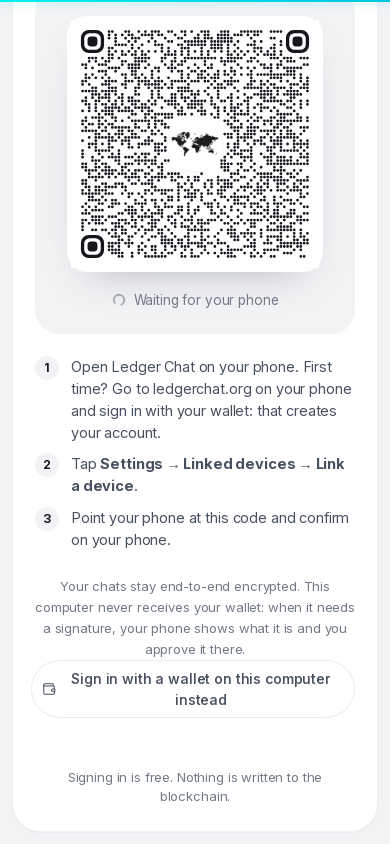 Waiting for your phone
1
Open Ledger Chat on your phone. First
time? Go to ledgerchat.org on your phone
and sign in with your wallet: that creates
your account.
2
Tap Settings → Linked devices → Link
a device.
3
Point your phone at this code and confirm
on your phone.
Your chats stay end-to-end encrypted. This
computer never receives your wallet: when it needs
a signature, your phone shows what it is and you
approve it there.
Sign in with a wallet on this computer
instead
Signing in is free. Nothing is written to the
blockchain.